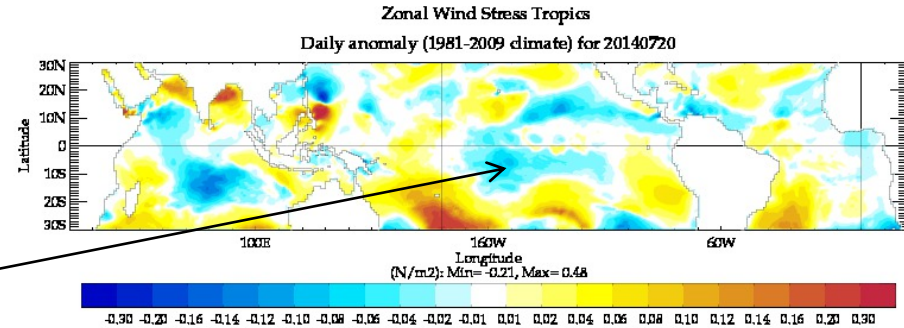 Zonal Wind Stress Tropics
Daily anomaly (1981-2009 climate) for 20140720
30N
20N
10N
0
10S
20S
30S
Latitude
100E 160W 60W
Longitude
(N/m2): Min= -0.21, Max= 0.48
-0.30 -0.20 -0.16 -0.14 -0.12 -0.10 -0.08 -0.06 -0.04 -0.02 -0.01 0.01 0.02 0.04 0.06 0.08 0.10 0.12 0.14 0.16 0.20 0.30